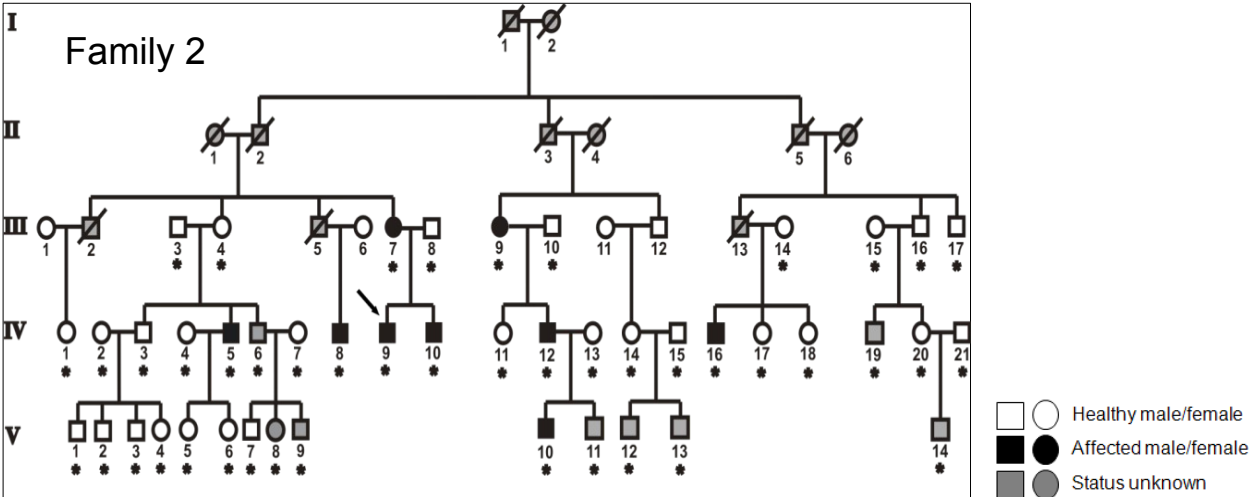 I
Family 2
1 2
II
1 2 3 4 5 6
III
1 2 3 4 5 6 7 8 9 10 11 12 13 14 15 16 17
* * * * * * * * * *
IV
1 2 3 4 5 6 7 8 9 10 11 12 13 14 15 16 17 18 19 20 21
* * * * * * * * * * * * * * * * * * * * *
V
1 2 3 4 5 6 7 8 9 10 11 12 13 14
* * * * * * * * * * * * * *
Healthy male/female
Affected male/female
Status unknown